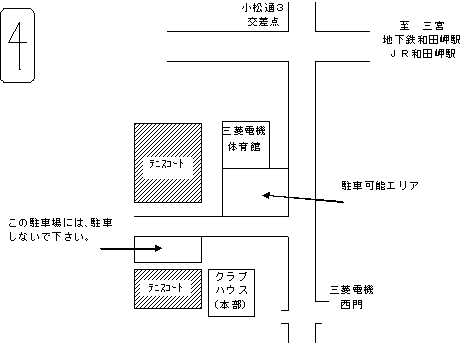 小松通3
交差点
至　三宮
地下鉄和田岬駅
JR和田岬駅
4
三菱電機
体育館
ﾃﾆｽｺｰﾄ
駐車可能エリア
この駐車場には、駐車
しないで下さい。
ﾃﾆｽｺｰﾄ
クラブ
ハウス
(本部)
三菱電機
西門